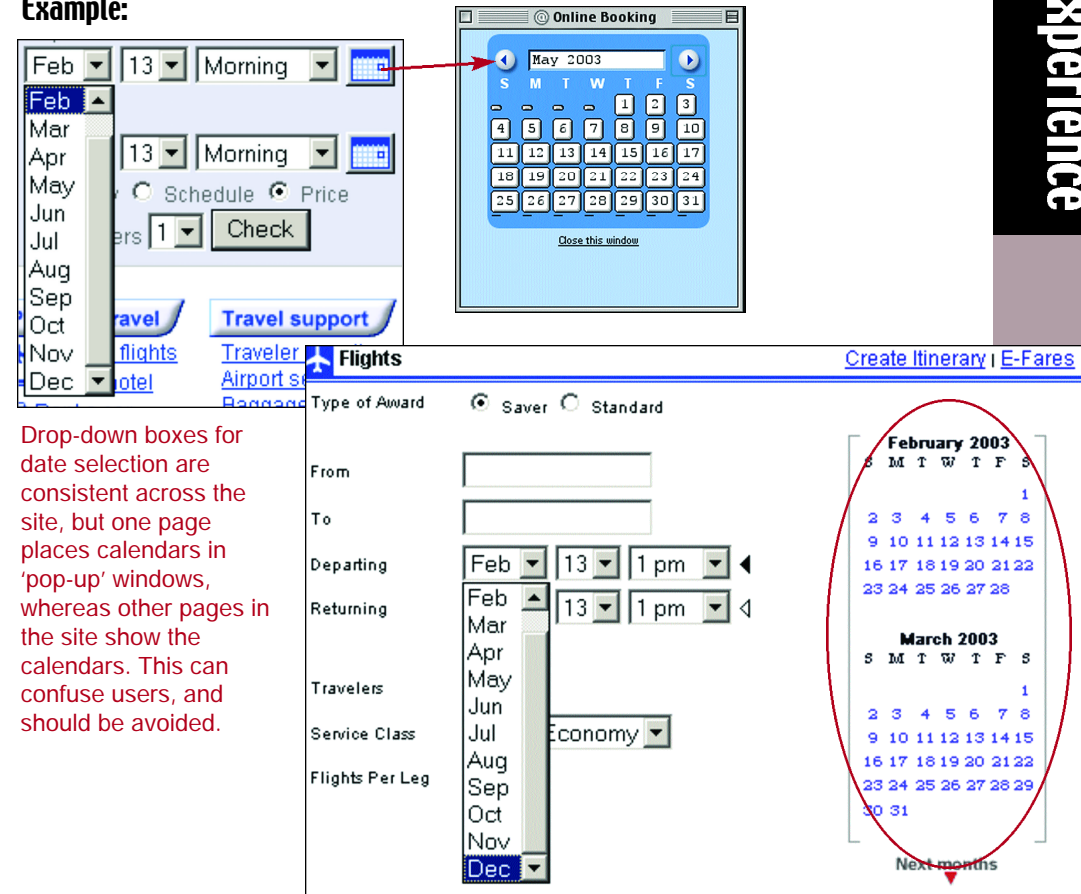 Example:
Feb 13 Morning
Feb
Mar
Apr
May
Jun
Jul
Aug
Sep
Oct
Nov
Dec
13 Morning
Schedule Price
ers 1 Check
avel Travel support
flights Traveler
otel Airport se
Baggage
@ Online Booking
May 2003
S M T W T F S
1 2 3
4 5 6 7 8 9 10
11 12 13 14 15 16 17
18 19 20 21 22 23 24
25 26 27 28 29 30 31
Close this window
xperience
Drop-down boxes for
date selection are
consistent across the
site, but one page
places calendars in
‘pop-up’ windows,
whereas other pages in
the site show the
calendars. This can
confuse users, and
should be avoided.
Flights Create Itinerary | E-Fares
Type of Award Saver Standard
From
To
Departing Feb 13 1 pm
Returning 13 1 pm
Feb
Mar
Apr
May
Jun
Jul
Aug
Sep
Oct
Nov
Dec
Travelers
Service Class Economy
Flights Per Leg
February 2003
S M T W T F S
1
2 3 4 5 6 7 8
9 10 11 12 13 14 15
16 17 18 19 20 21 22
23 24 25 26 27 28
March 2003
S M T W T F S
1
2 3 4 5 6 7 8
9 10 11 12 13 14 15
16 17 18 19 20 21 22
23 24 25 26 27 28 29
30 31
Next months